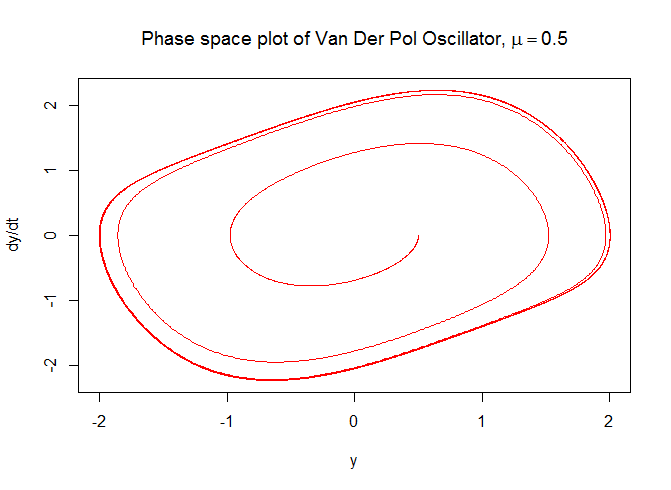 Phase space plot of Van Der Pol Oscillator, μ = 0.5
dy/dt
2
1
0
-1
-2
-2 -1 0 1 2
y